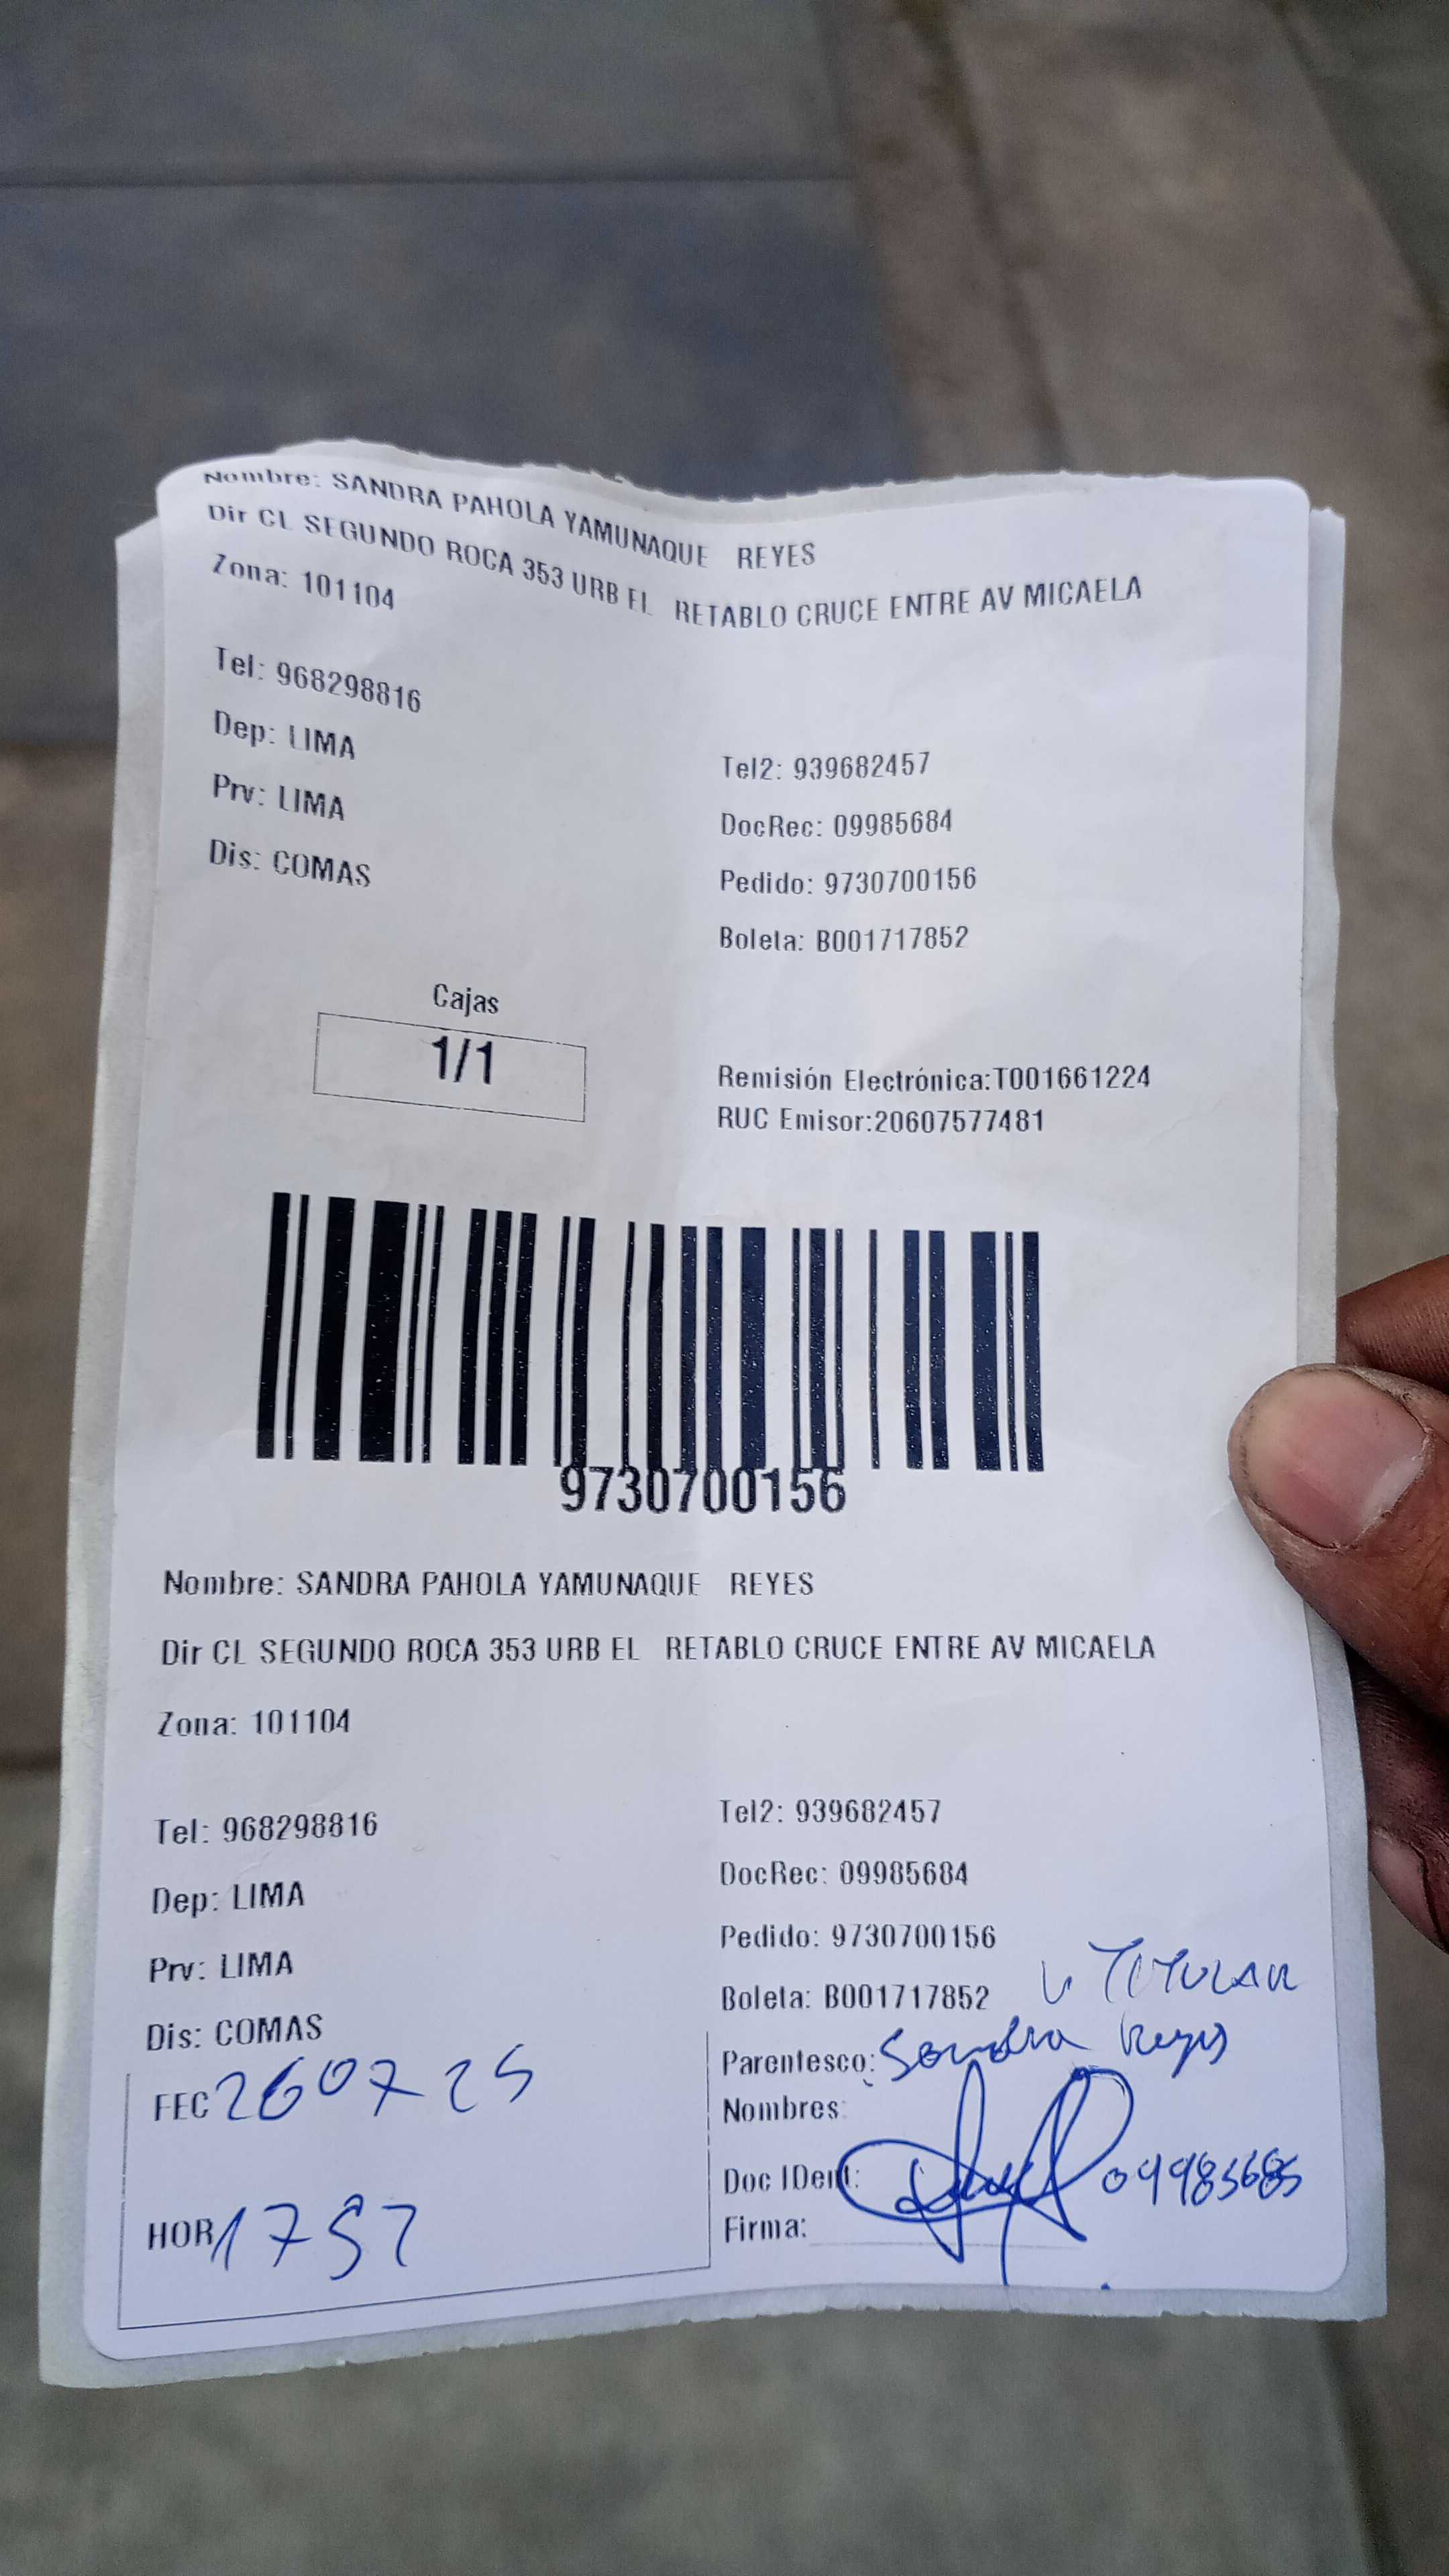 Nombre: SANDRA PAHOLA YAMUNAQUE REYES
Dir CL SEGUNDO ROCA 353 URB EL RETABLO CRUCE ENTRE AV MICAELA
Zona: 101104
Tel: 968298816
Dep: LIMA
Tel2: 939682457
Prv: LIMA
DocRec: 09985684
Dis: COMAS
Pedido: 9730700156
Boleta: B001717852
Cajas
1/1
Remisión Electrónica:T001661224
RUC Emisor:20607577481
9730700156
Nombre: SANDRA PAHOLA YAMUNAQUE REYES
Dir CL SEGUNDO ROCA 353 URB EL RETABLO CRUCE ENTRE AV MICAELA
Zona: 101104
Tel: 968298816
Tel2: 939682457
Dep: LIMA
DocRec: 09985684
Prv: LIMA
Pedido: 9730700156
Dis: COMAS
Boleta: B001717852
TITULAR
FEC 260725
Parentesco: Sandra Reyes
Nombres:
HOR 1757
Doc IDent: 09985685
Firma: